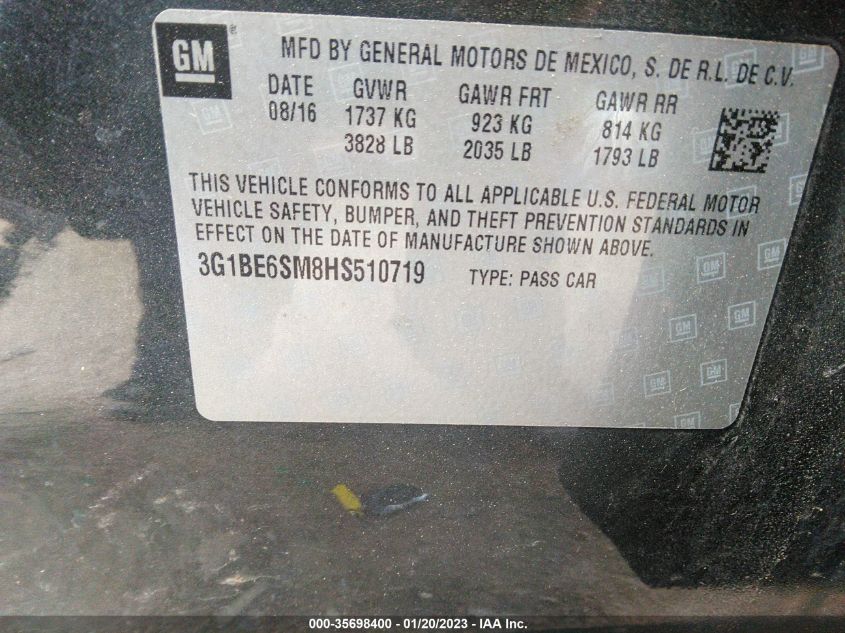 GM
MFD BY GENERAL MOTORS DE MEXICO, S. DE R.L. DE C.V.
DATE GVWR GAWR FRT GAWR RR
08/16 1737 KG 923 KG 814 KG
3828 LB 2035 LB 1793 LB
THIS VEHICLE CONFORMS TO ALL APPLICABLE U.S. FEDERAL MOTOR
VEHICLE SAFETY, BUMPER, AND THEFT PREVENTION STANDARDS IN
EFFECT ON THE DATE OF MANUFACTURE SHOWN ABOVE.
3G1BE6SM8HS510719 TYPE: PASS CAR
000-35698400 — 01/20/2023 — IAA Inc.